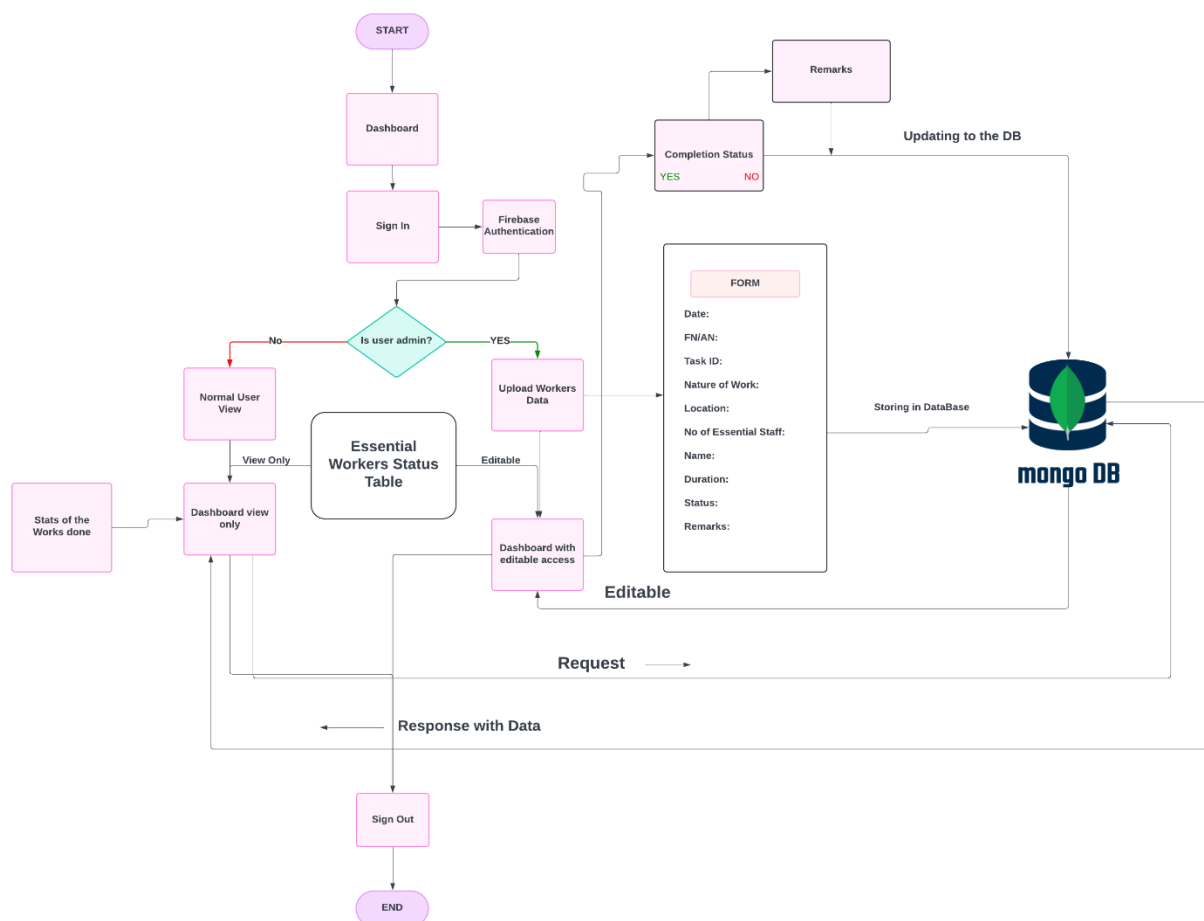 START
Dashboard
Sign In
Firebase
Authentication
Is user admin?
No
YES
Normal User
View
Upload Workers
Data
Essential
Workers Status
Table
View Only
Editable
Stats of the
Works done
Dashboard view
only
Dashboard with
editable access
Remarks
Completion Status
YES NO
Updating to the DB
FORM
Date:
FN/AN:
Task ID:
Nature of Work:
Location:
No of Essential Staff:
Name:
Duration:
Status:
Remarks:
Storing in DataBase
mongo DB
Editable
Request
Response with Data
Sign Out
END